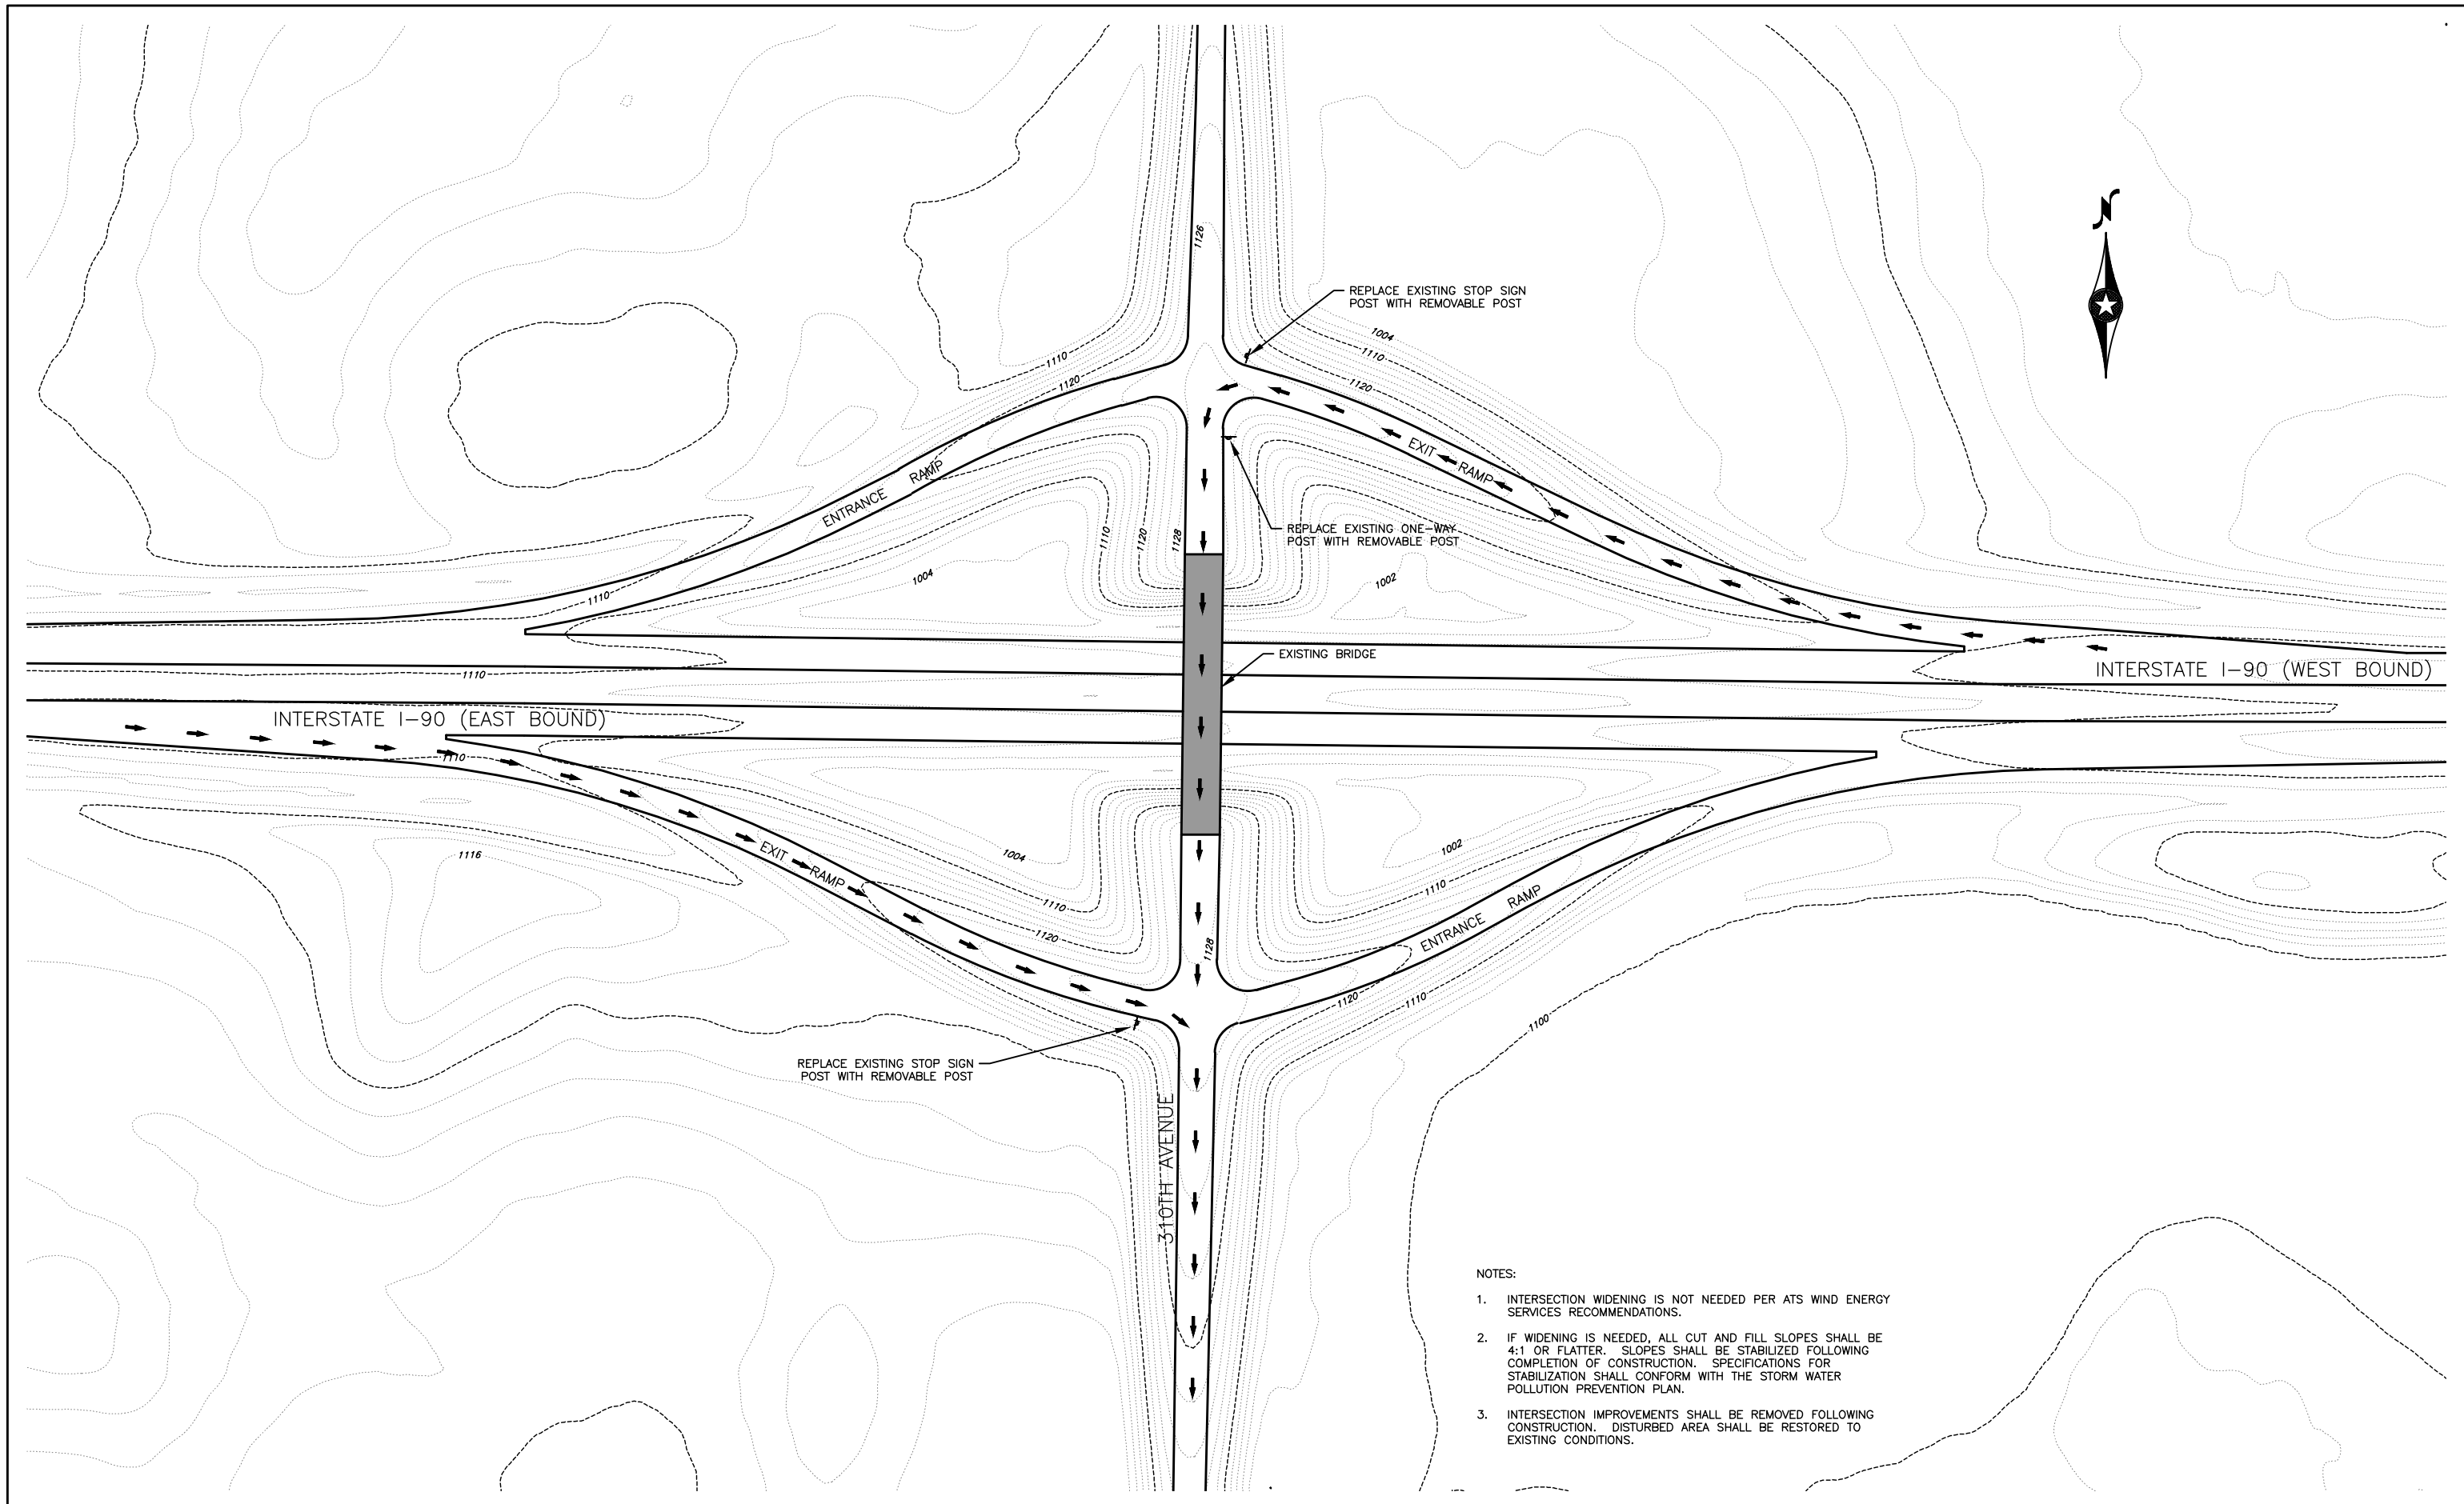 N
1126
REPLACE EXISTING STOP SIGN
POST WITH REMOVABLE POST
1004
1110
1120
1110
1120
EXIT RAMP
ENTRANCE RAMP
REPLACE EXISTING ONE-WAY
POST WITH REMOVABLE POST
1110
1120
1128
1004
1002
1110
EXISTING BRIDGE
INTERSTATE I-90 (WEST BOUND)
1110
INTERSTATE I-90 (EAST BOUND)
1110
EXIT RAMP
1116
1004
1002
1110
1110
1120
1128
ENTRANCE RAMP
1120
1110
1100
REPLACE EXISTING STOP SIGN
POST WITH REMOVABLE POST
310TH AVENUE
NOTES:
1. INTERSECTION WIDENING IS NOT NEEDED PER ATS WIND ENERGY
SERVICES RECOMMENDATIONS.
2. IF WIDENING IS NEEDED, ALL CUT AND FILL SLOPES SHALL BE
4:1 OR FLATTER. SLOPES SHALL BE STABILIZED FOLLOWING
COMPLETION OF CONSTRUCTION. SPECIFICATIONS FOR
STABILIZATION SHALL CONFORM WITH THE STORM WATER
POLLUTION PREVENTION PLAN.
3. INTERSECTION IMPROVEMENTS SHALL BE REMOVED FOLLOWING
CONSTRUCTION. DISTURBED AREA SHALL BE RESTORED TO
EXISTING CONDITIONS.